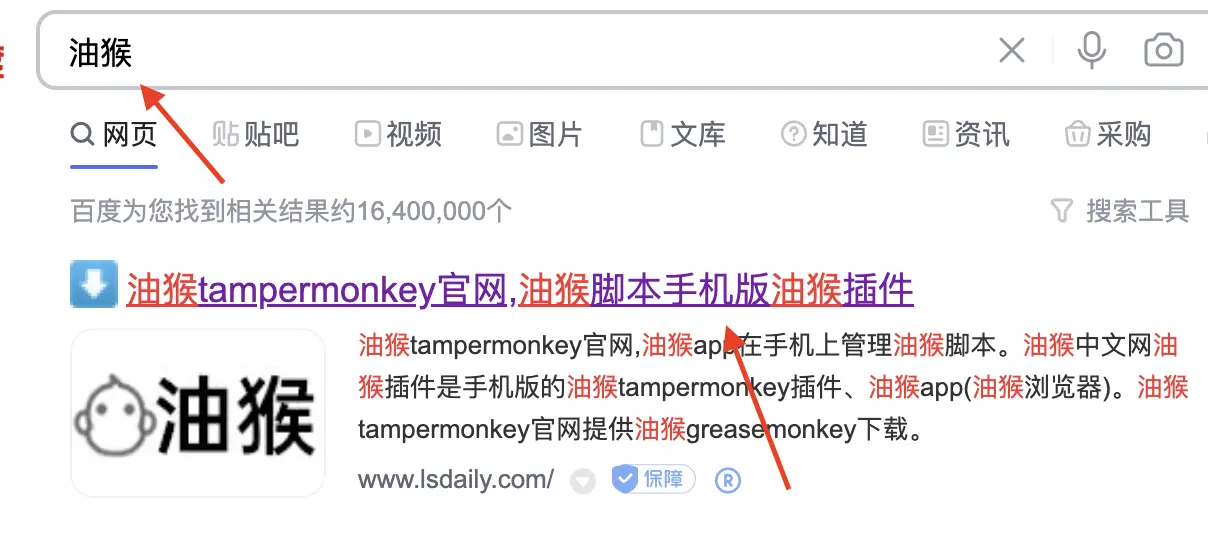 油猴
网页 贴吧 视频 图片 文库 知道 资讯 采购
百度为您找到相关结果约16,400,000个 搜索工具
油猴tampermonkey官网,油猴脚本手机版油猴插件
油猴tampermonkey官网,油猴app在手机上管理油猴脚本。油猴中文网油
猴插件是手机版的油猴tampermonkey插件、油猴app(油猴浏览器)。油猴
tampermonkey官网提供油猴greasemonkey下载。
油猴
www.lsdaily.com/ 保障 ®